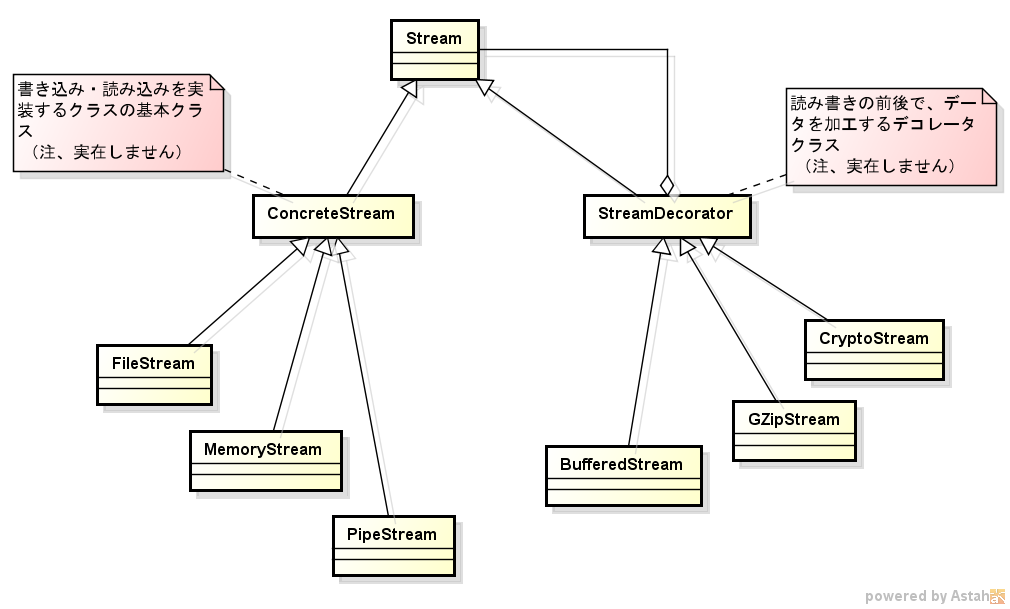 Stream
書き込み・読み込みを実
装するクラスの基本クラ
ス
（注、実在しません）
読み書きの前後で、デー
タを加工するデコレータ
クラス
（注、実在しません）
ConcreteStream
StreamDecorator
FileStream
CryptoStream
GZipStream
MemoryStream
BufferedStream
PipeStream
powered by Astah